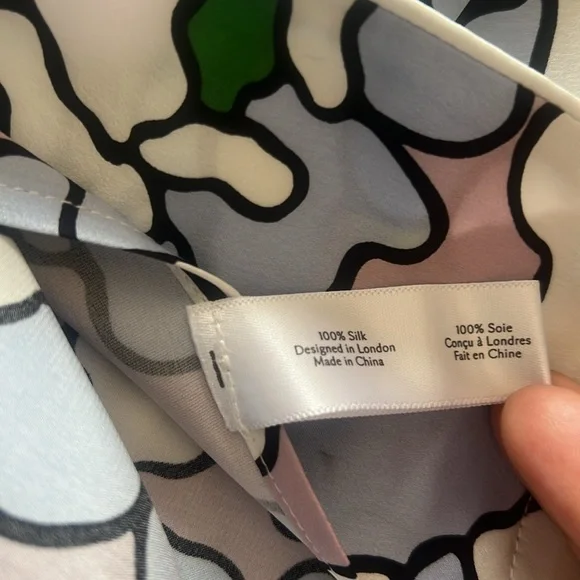 100% Silk
Designed in London
Made in China
100% Soie
Conçu à Londres
Fait en Chine